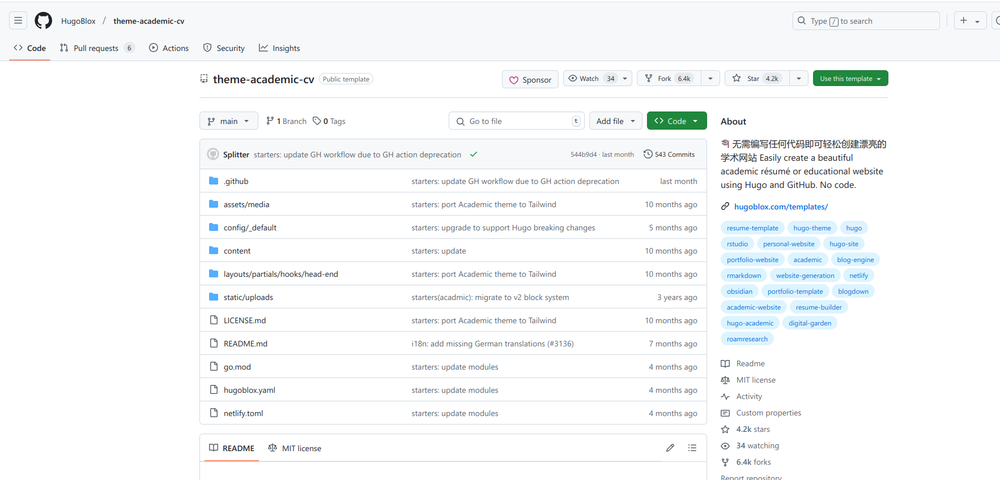 HugoBlox / theme-academic-cv
Type / to search
Code Pull requests 6 Actions Security Insights
theme-academic-cv Public template
Sponsor Watch 34 Fork 6.4k Star 4.2k Use this template
main 1 Branch 0 Tags Go to file t Add file Code
Splitter starters: update GH workflow due to GH action deprecation 544b9d4 · last month 543 Commits
.github starters: update GH workflow due to GH action deprecation last month
assets/media starters: port Academic theme to Tailwind 10 months ago
config/_default starters: upgrade to support Hugo breaking changes 5 months ago
content starters: update 10 months ago
layouts/partials/hooks/head-end starters: port Academic theme to Tailwind 10 months ago
static/uploads starters(acadmic): migrate to v2 block system 3 years ago
LICENSE.md starters: port Academic theme to Tailwind 10 months ago
README.md i18n: add missing German translations (#3136) 7 months ago
go.mod starters: update modules 4 months ago
hugoblox.yaml starters: update modules 4 months ago
netlify.toml starters: update modules 4 months ago
README MIT license
About
无需编写任何代码即可轻松创建漂亮的
学术网站 Easily create a beautiful
academic résumé or educational website
using Hugo and GitHub. No code.
hugoblox.com/templates/
resume-template hugo-theme hugo
rstudio personal-website hugo-site
portfolio-website academic blog-engine
rmarkdown website-generation netlify
obsidian portfolio-template blogdown
academic-website resume-builder
hugo-academic digital-garden
roamresearch
Readme
MIT license
Activity
Custom properties
4.2k stars
34 watching
6.4k forks
Report repository